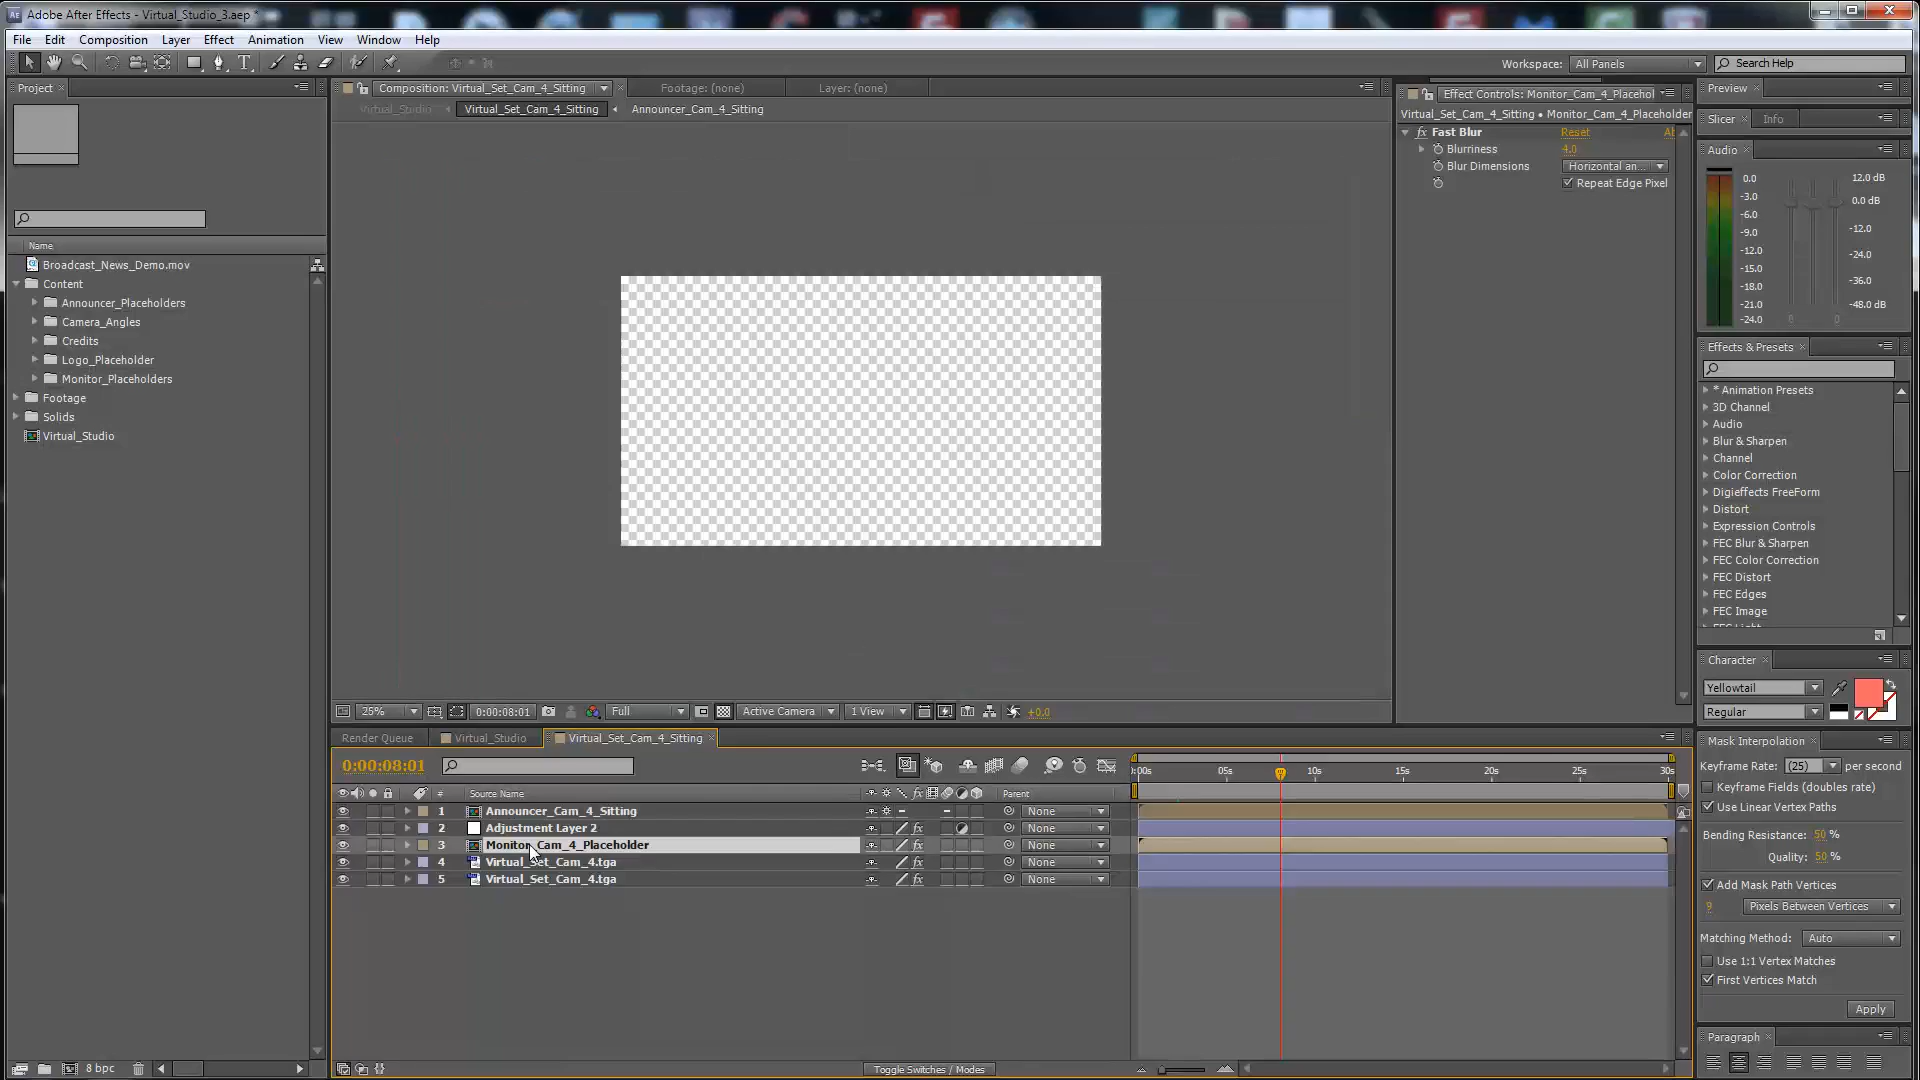 Adobe After Effects - Virtual_Studio_3.aep *
File Edit Composition Layer Effect Animation View Window Help
Workspace: All Panels Search Help
Project
Name
Broadcast_News_Demo.mov
Content
Announcer_Placeholders
Camera_Angles
Credits
Logo_Placeholder
Monitor_Placeholders
Footage
Solids
Virtual_Studio
8 bpc
Composition: Virtual_Set_Cam_4_Sitting Footage: (none) Layer: (none)
Virtual_Studio Virtual_Set_Cam_4_Sitting Announcer_Cam_4_Sitting
25% 0:00:08:01 Full Active Camera 1 View +0.0
Effect Controls: Monitor_Cam_4_Placehol
Virtual_Set_Cam_4_Sitting • Monitor_Cam_4_Placeholder
fx Fast Blur Reset Ab
Blurriness 4.0
Blur Dimensions Horizontal an...
Repeat Edge Pixel
Preview
Slicer Info
Audio
0.0
-3.0
-6.0
-9.0
-12.0
-15.0
-18.0
-21.0
-24.0
12.0 dB
0.0 dB
-12.0
-24.0
-36.0
-48.0 dB
0 0
Effects & Presets
* Animation Presets
3D Channel
Audio
Blur & Sharpen
Channel
Color Correction
Digieffects FreeForm
Distort
Expression Controls
FEC Blur & Sharpen
FEC Color Correction
FEC Distort
FEC Edges
FEC Image
FEC Light
Character
Yellowtail
Regular
Mask Interpolation
Keyframe Rate: (25) per second
Keyframe Fields (doubles rate)
Use Linear Vertex Paths
Bending Resistance: 50 %
Quality: 50 %
Add Mask Path Vertices
9 Pixels Between Vertices
Matching Method: Auto
Use 1:1 Vertex Matches
First Vertices Match
Apply
Paragraph
Render Queue Virtual_Studio Virtual_Set_Cam_4_Sitting
0:00:08:01
:00s 05s 10s 15s 20s 25s 30s
# Source Name fx Parent
1 Announcer_Cam_4_Sitting None
2 Adjustment Layer 2 fx None
3 Monitor_Cam_4_Placeholder fx None
4 Virtual_Set_Cam_4.tga fx None
5 Virtual_Set_Cam_4.tga fx None
Toggle Switches / Modes